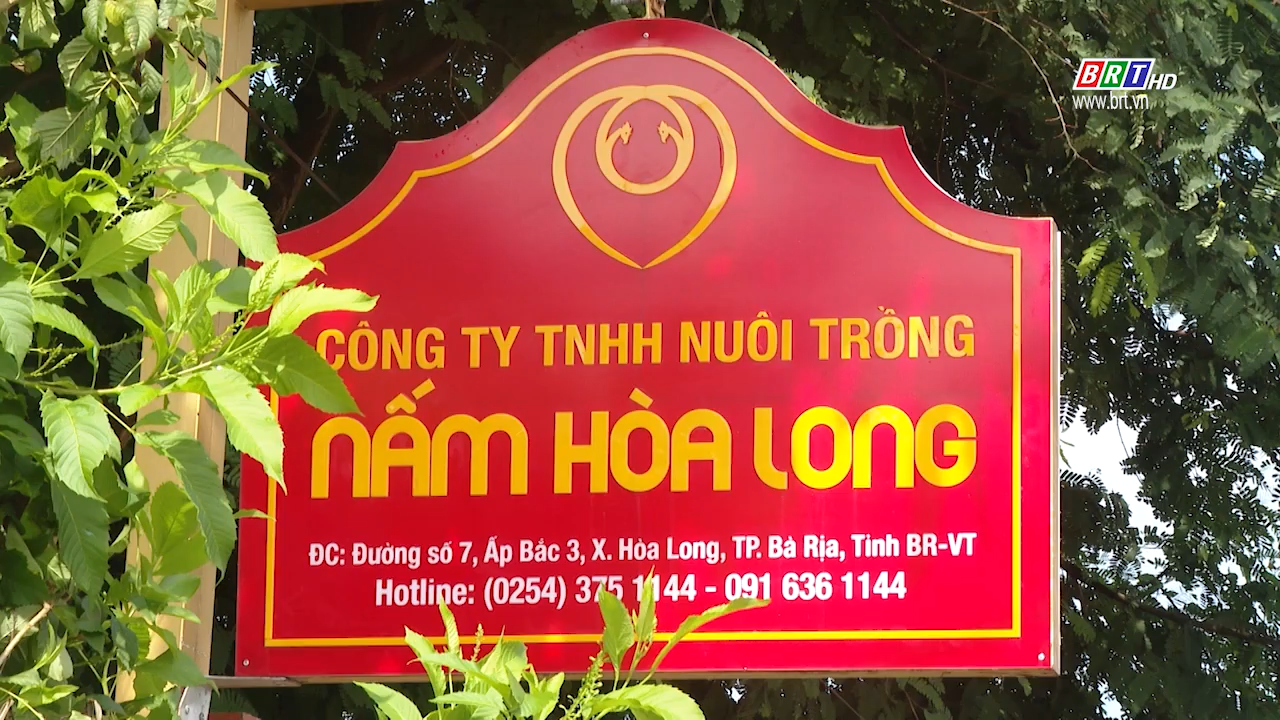 BRT HD
www.brt.vn
CÔNG TY TNHH NUÔI TRỒNG
NẤM HÒA LONG
ĐC: Đường số 7, Ấp Bắc 3, X. Hòa Long, TP. Bà Rịa, Tỉnh BR-VT
Hotline: (0254) 375 1144 - 091 636 1144